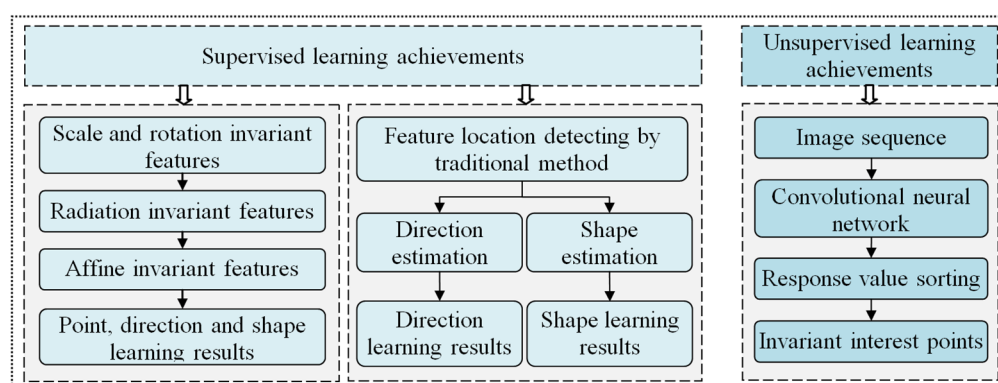 Supervised learning achievements
Scale and rotation invariant
features
Radiation invariant features
Affine invariant features
Point, direction and shape
learning results
Feature location detecting by
traditional method
Direction
estimation
Shape
estimation
Direction
learning results
Shape learning
results
Unsupervised learning
achievements
Image sequence
Convolutional neural
network
Response value sorting
Invariant interest points